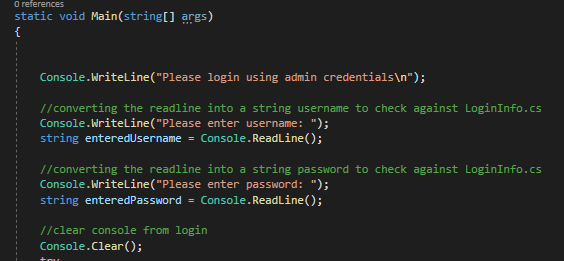 0 references
static void Main(string[] args)
{
Console.WriteLine("Please login using admin credentials\n");
//converting the readline into a string username to check against LoginInfo.cs
Console.WriteLine("Please enter username: ");
string enteredUsername = Console.ReadLine();
//converting the readline into a string password to check against LoginInfo.cs
Console.WriteLine("Please enter password: ");
string enteredPassword = Console.ReadLine();
//clear console from login
Console.Clear();
try